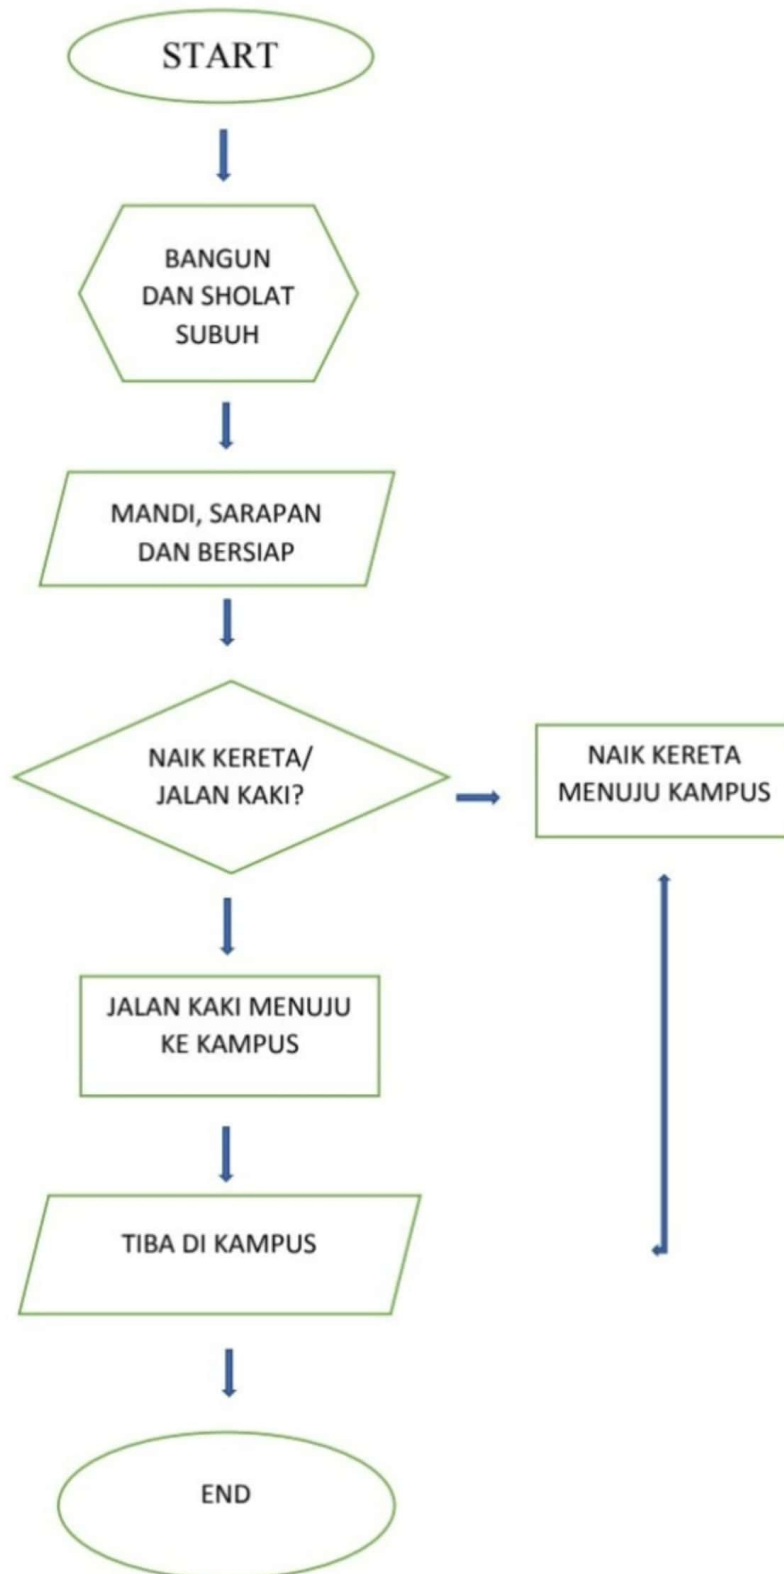 START
BANGUN
DAN SHOLAT
SUBUH
MANDI, SARAPAN
DAN BERSIAP
NAIK KERETA/
JALAN KAKI?
NAIK KERETA
MENUJU KAMPUS
JALAN KAKI MENUJU
KE KAMPUS
TIBA DI KAMPUS
END